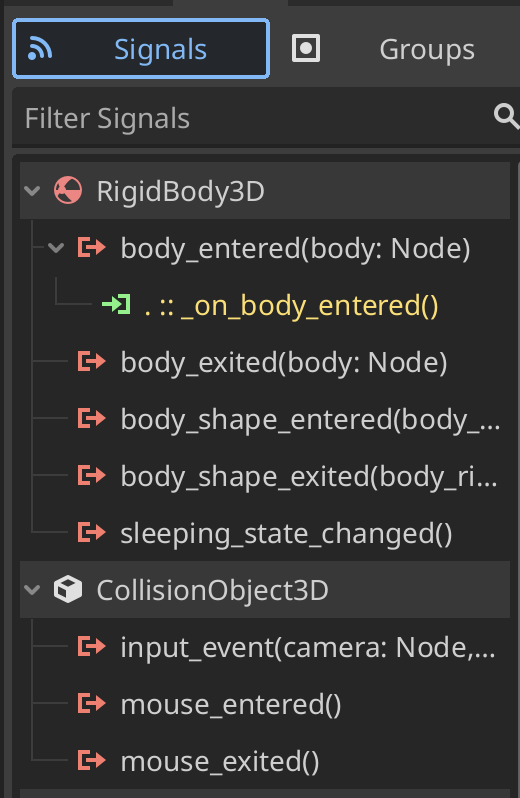 Signals
Groups
Filter Signals
RigidBody3D
body_entered(body: Node)
. :: _on_body_entered()
body_exited(body: Node)
body_shape_entered(body_...
body_shape_exited(body_ri...
sleeping_state_changed()
CollisionObject3D
input_event(camera: Node,...
mouse_entered()
mouse_exited()